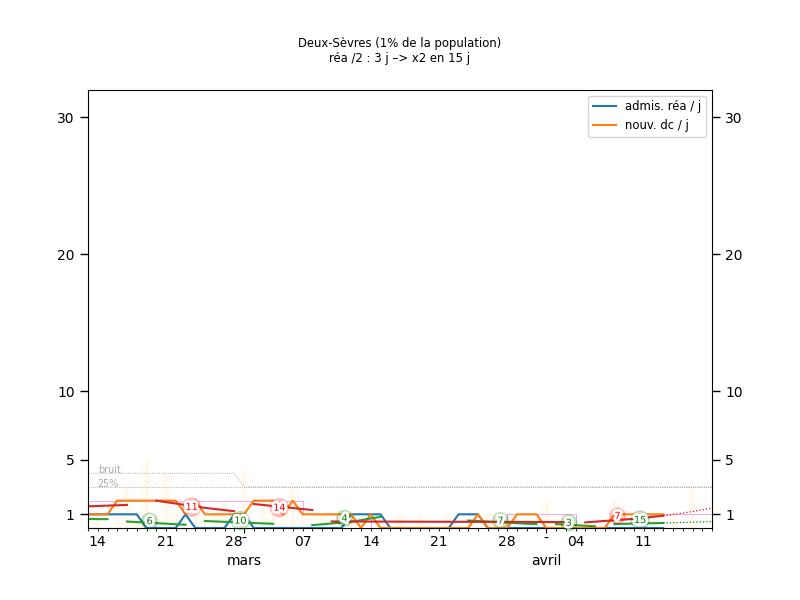 Deux-Sèvres (1% de la population)
réa /2 : 3 j –> x2 en 15 j
admis. réa / j
nouv. dc / j
30 30
20 20
10 10
5 5
bruit
25%
1 1
6 11 10 14 4 7 3 7 15
14 21 28 07 14 21 28 04 11
mars avril